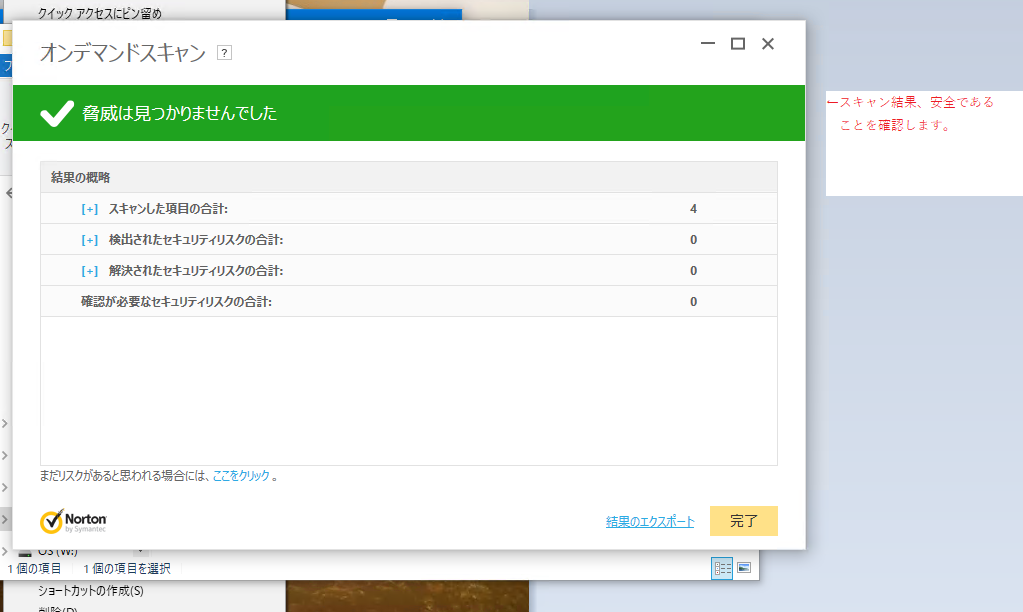 クイック アクセスにピン留め
オンデマンドスキャン ?
脅威は見つかりませんでした
←スキャン結果、安全である
ことを確認します。
結果の概略
[+] スキャンした項目の合計: 4
[+] 検出されたセキュリティリスクの合計: 0
[+] 解決されたセキュリティリスクの合計: 0
確認が必要なセキュリティリスクの合計: 0
まだリスクがあると思われる場合には、ここをクリック 。
Norton
by Symantec
結果のエクスポート
完了
OS (W:)
1 個の項目 1 個の項目を選択
ショートカットの作成(S)
削除(D)